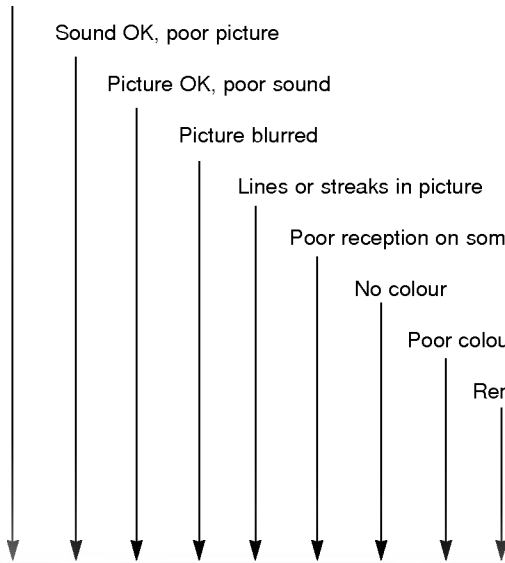 Sound OK, poor picture
Picture OK, poor sound
Picture blurred
Lines or streaks in picture
Poor reception on som
No colour
Poor colou